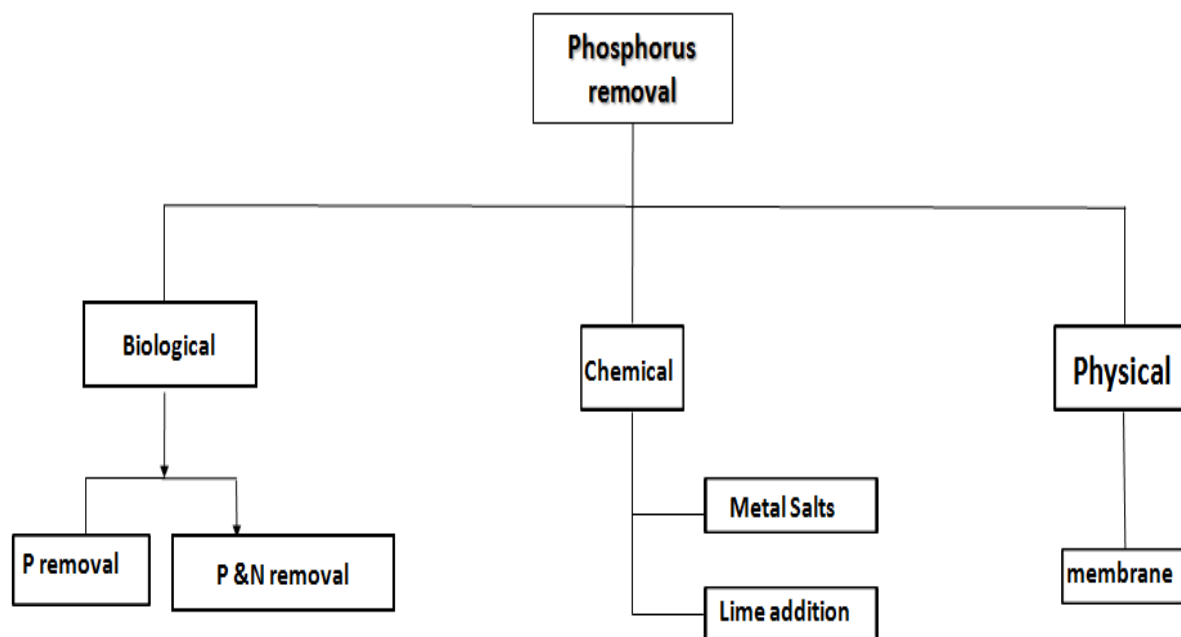 Phosphorus
removal
Biological
Chemical
Physical
Metal Salts
P removal
P &N removal
membrane
Lime addition